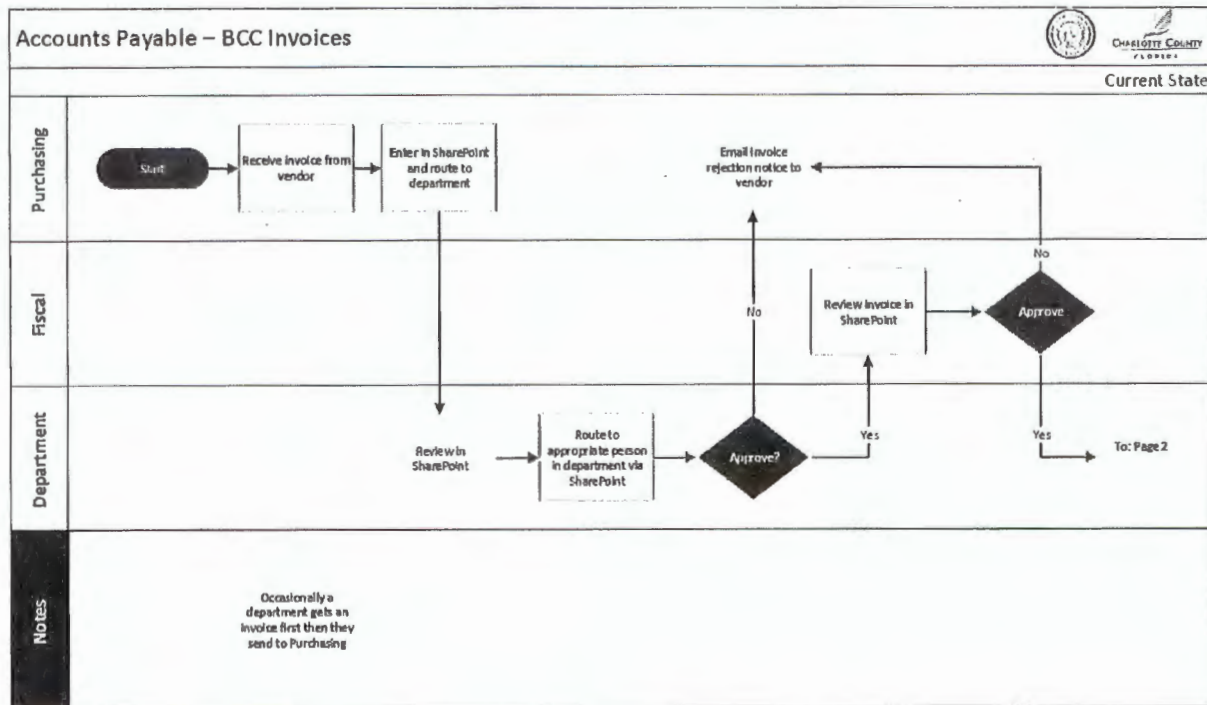 Accounts Payable – BCC Invoices
CHARLOTTE COUNTY
FLORIDA
Current State
Purchasing
Start
Receive invoice from
vendor
Enter in SharePoint
and route to
department
Email Invoice
rejection notice to
vendor
Fiscal
No
Review invoice in
SharePoint
Approve
No
Department
Review in
SharePoint
Route to
appropriate person
in department via
SharePoint
Approve?
Yes
Yes
To: Page 2
Notes
Occasionally a
department gets an
invoice first then they
send to Purchasing